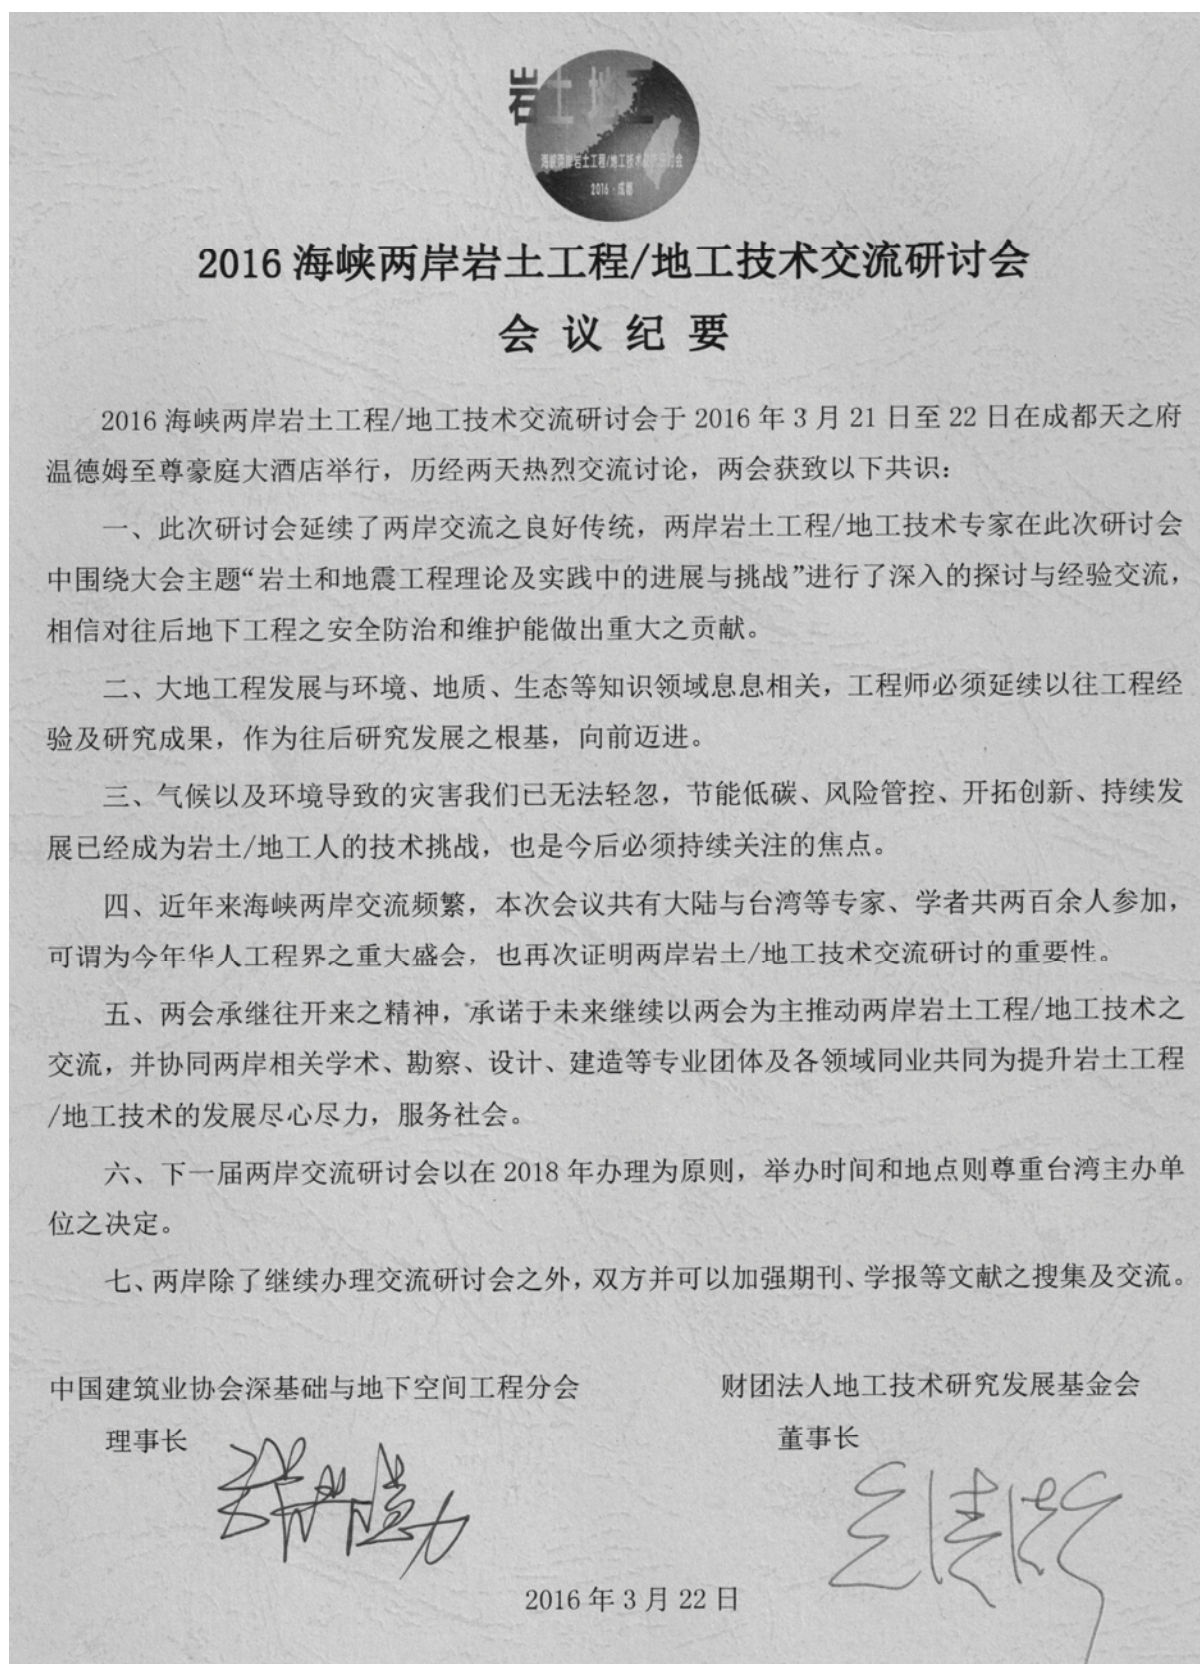 岩土地工
海峡两岸岩土工程/地工技术交流研讨会
2016·成都
2016 海峡两岸岩土工程/地工技术交流研讨会
会议纪要
2016 海峡两岸岩土工程/地工技术交流研讨会于 2016 年 3 月 21 日至 22 日在成都天之府
温德姆至尊豪庭大酒店举行，历经两天热烈交流讨论，两会获致以下共识：
一、此次研讨会延续了两岸交流之良好传统，两岸岩土工程/地工技术专家在此次研讨会
中围绕大会主题“岩土和地震工程理论及实践中的进展与挑战”进行了深入的探讨与经验交流，
相信对往后地下工程之安全防治和维护能做出重大之贡献。
二、大地工程发展与环境、地质、生态等知识领域息息相关，工程师必须延续以往工程经
验及研究成果，作为往后研究发展之根基，向前迈进。
三、气候以及环境导致的灾害我们已无法轻忽，节能低碳、风险管控、开拓创新、持续发
展已经成为岩土/地工人的技术挑战，也是今后必须持续关注的焦点。
四、近年来海峡两岸交流频繁，本次会议共有大陆与台湾等专家、学者共两百余人参加，
可谓为今年华人工程界之重大盛会，也再次证明两岸岩土/地工技术交流研讨的重要性。
五、两会承继往开来之精神，承诺于未来继续以两会为主推动两岸岩土工程/地工技术之
交流，并协同两岸相关学术、勘察、设计、建造等专业团体及各领域同业共同为提升岩土工程
/地工技术的发展尽心尽力，服务社会。
六、下一届两岸交流研讨会以在 2018 年办理为原则，举办时间和地点则尊重台湾主办单
位之决定。
七、两岸除了继续办理交流研讨会之外，双方并可以加强期刊、学报等文献之搜集及交流。
中国建筑业协会深基础与地下空间工程分会
财团法人地工技术研究发展基金会
理事长
董事长
2016 年 3 月 22 日